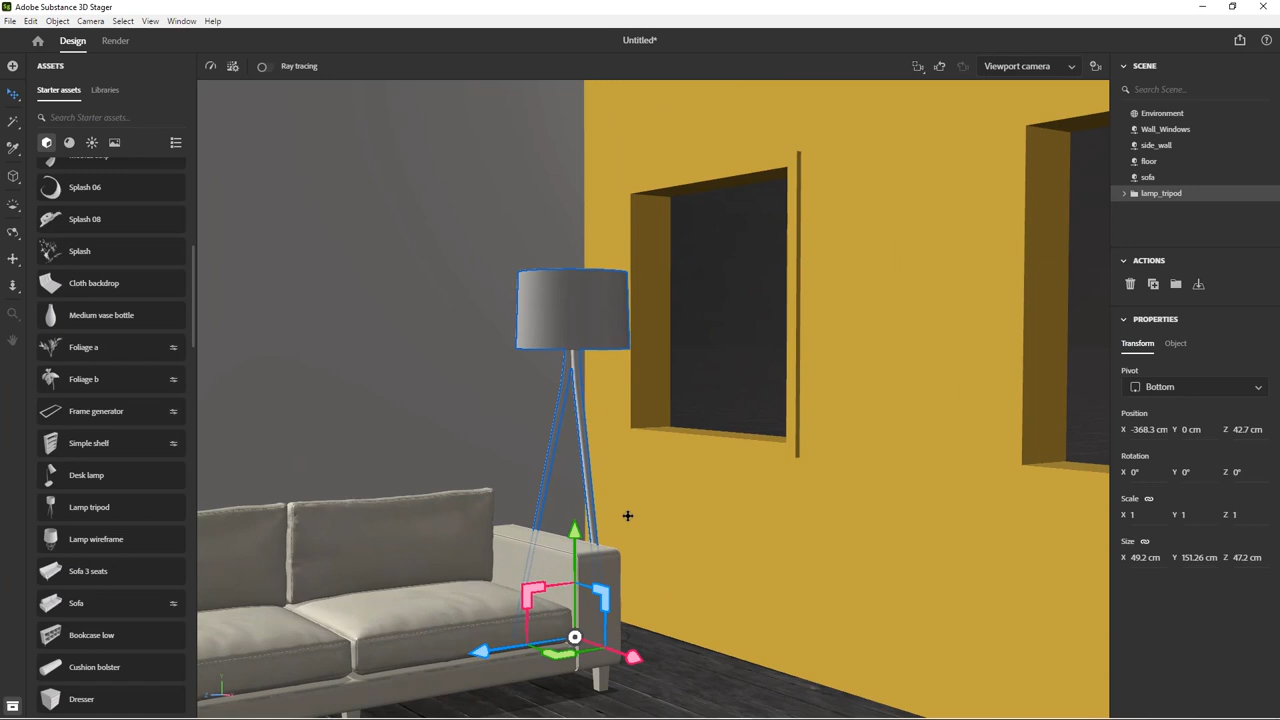 Sg Adobe Substance 3D Stager
File Edit Object Camera Select View Window Help
Design Render Untitled*
ASSETS
Starter assets Libraries
Search Starter assets..
Splash 06
Splash 08
Splash
Cloth backdrop
Medium vase bottle
Foliage a
Foliage b
Frame generator
Simple shelf
Desk lamp
Lamp tripod
Lamp wireframe
Sofa 3 seats
Sofa
Bookcase low
Cushion bolster
Dresser
Ray tracing
Viewport camera
SCENE
Search Scene..
Environment
Wall_Windows
side_wall
floor
sofa
lamp_tripod
ACTIONS
PROPERTIES
Transform Object
Pivot
Bottom
Position
X -368.3 cm Y 0 cm Z 42.7 cm
Rotation
X 0° Y 0° Z 0°
Scale
X 1 Y 1 Z 1
Size
X 49.2 cm Y 151.26 cm Z 47.2 cm